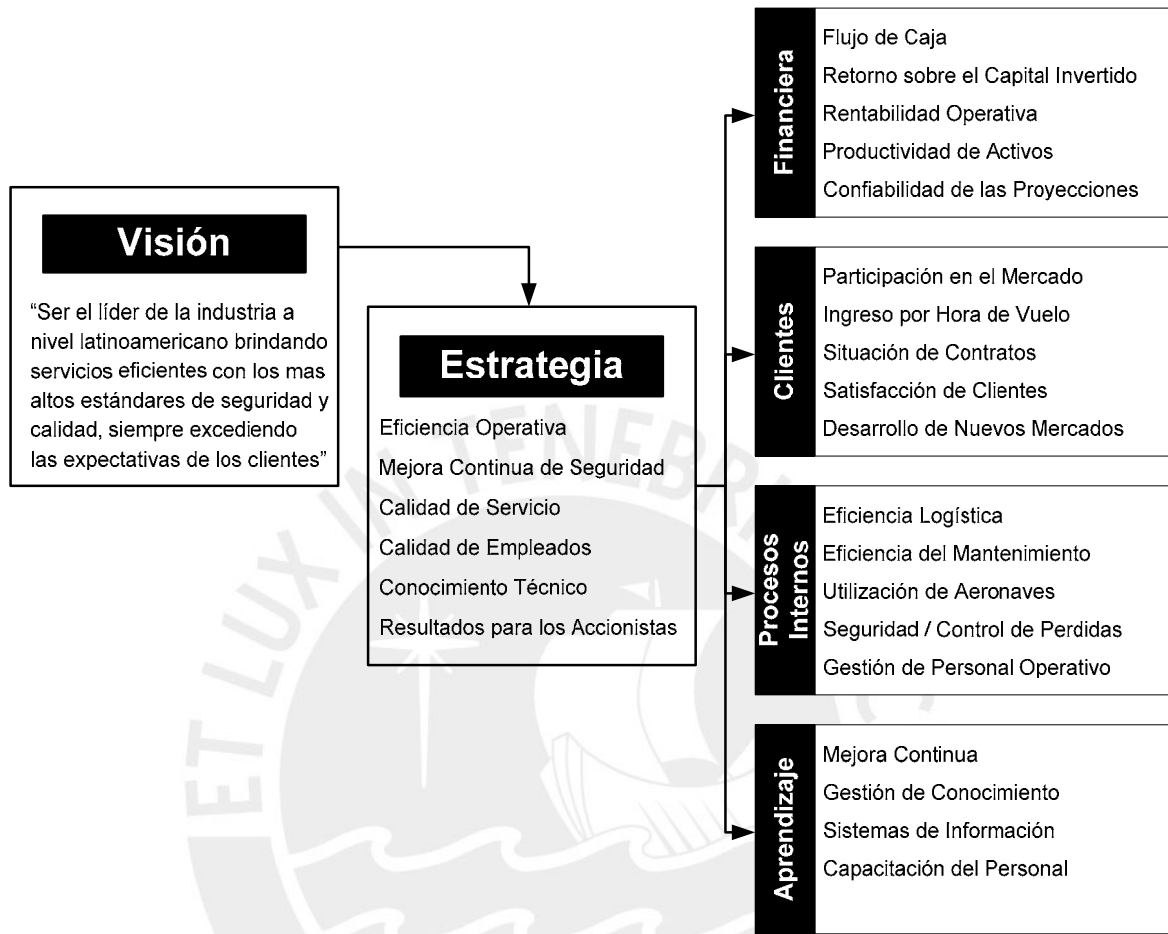 Visión
“Ser el líder de la industria a
nivel latinoamericano brindando
servicios eficientes con los mas
altos estándares de seguridad y
calidad, siempre excediendo
las expectativas de los clientes”
Estrategia
Eficiencia Operativa
Mejora Continua de Seguridad
Calidad de Servicio
Calidad de Empleados
Conocimiento Técnico
Resultados para los Accionistas
Financiera
Flujo de Caja
Retorno sobre el Capital Invertido
Rentabilidad Operativa
Productividad de Activos
Confiabilidad de las Proyecciones
Clientes
Participación en el Mercado
Ingreso por Hora de Vuelo
Situación de Contratos
Satisfacción de Clientes
Desarrollo de Nuevos Mercados
Procesos
Internos
Eficiencia Logística
Eficiencia del Mantenimiento
Utilización de Aeronaves
Seguridad / Control de Perdidas
Gestión de Personal Operativo
Aprendizaje
Mejora Continua
Gestión de Conocimiento
Sistemas de Información
Capacitación del Personal
ET LUX IN TENEBR